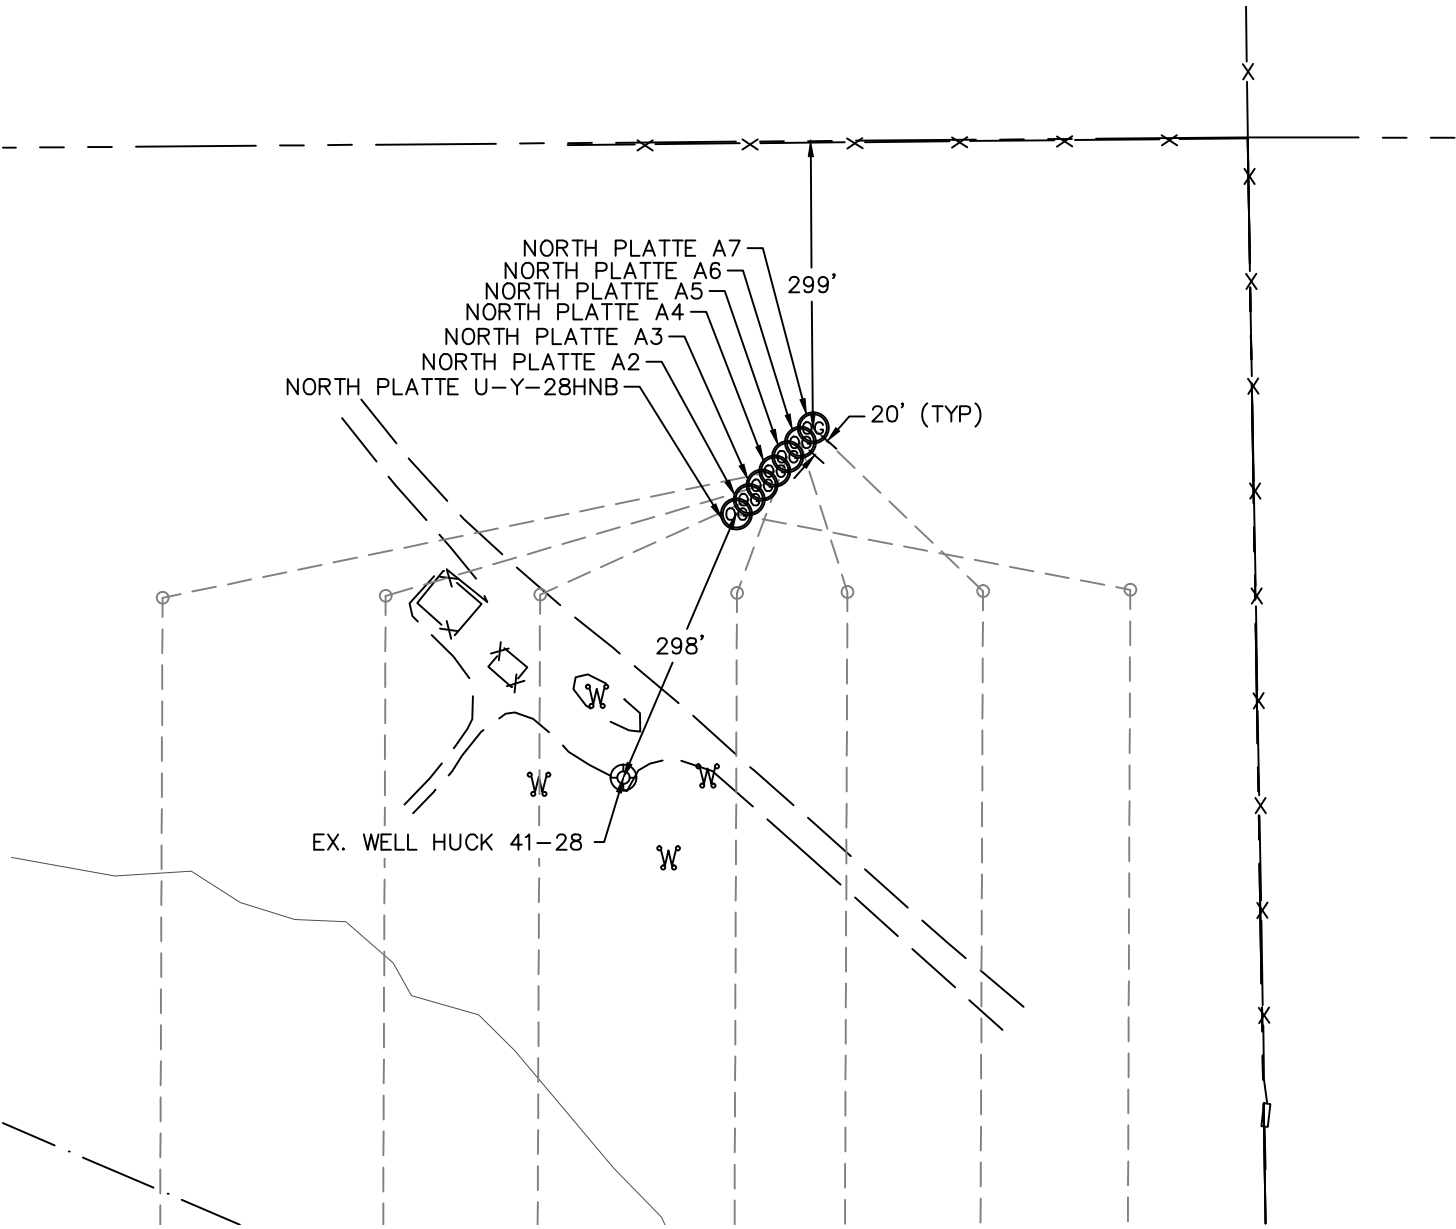 NORTH PLATTE A7
NORTH PLATTE A6
299'
NORTH PLATTE A5
NORTH PLATTE A4
NORTH PLATTE A3
NORTH PLATTE A2
NORTH PLATTE U-Y-28HNB
20' (TYP)
298'
W
W
W
EX. WELL HUCK 41-28
W